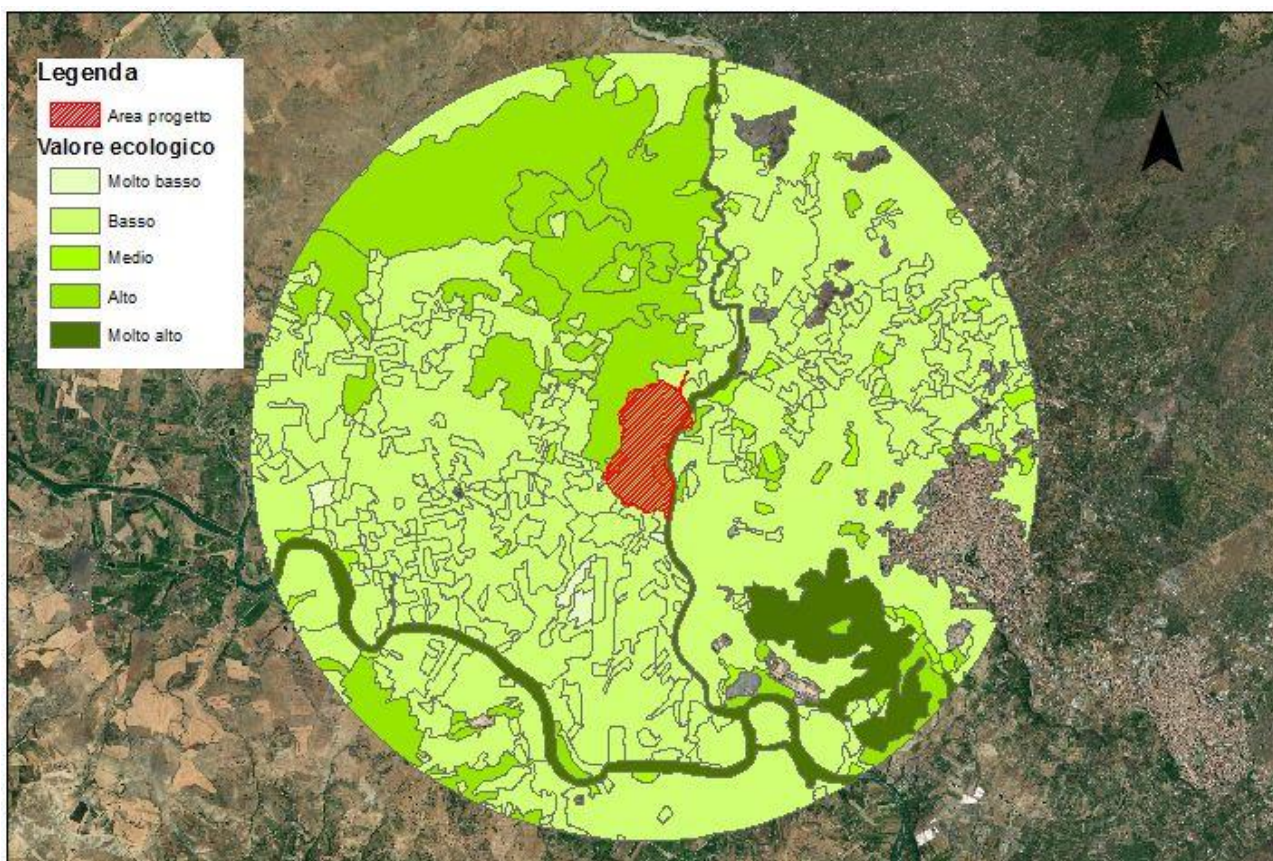 Legenda
Area progetto
Valore ecologico
Molto basso
Basso
Medio
Alto
Molto alto
N